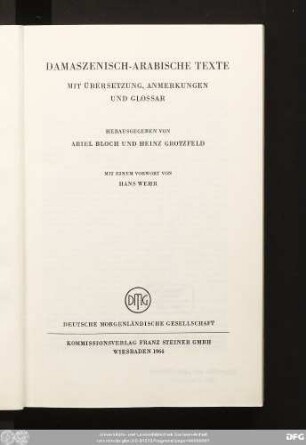 DAMASZENISCH-ARABISCHE TEXTE
MIT ÜBERSETZUNG, ANMERKUNGEN
UND GLOSSAR
HERAUSGEGEBEN VON
ARIEL BLOCH UND HEINZ GROTZFELD
MIT EINEM VORWORT VON
HANS WEHR
DMG
DEUTSCHE MORGENLÄNDISCHE GESELLSCHAFT
KOMMISSIONSVERLAG FRANZ STEINER GMBH
WIESBADEN 1964
DFG